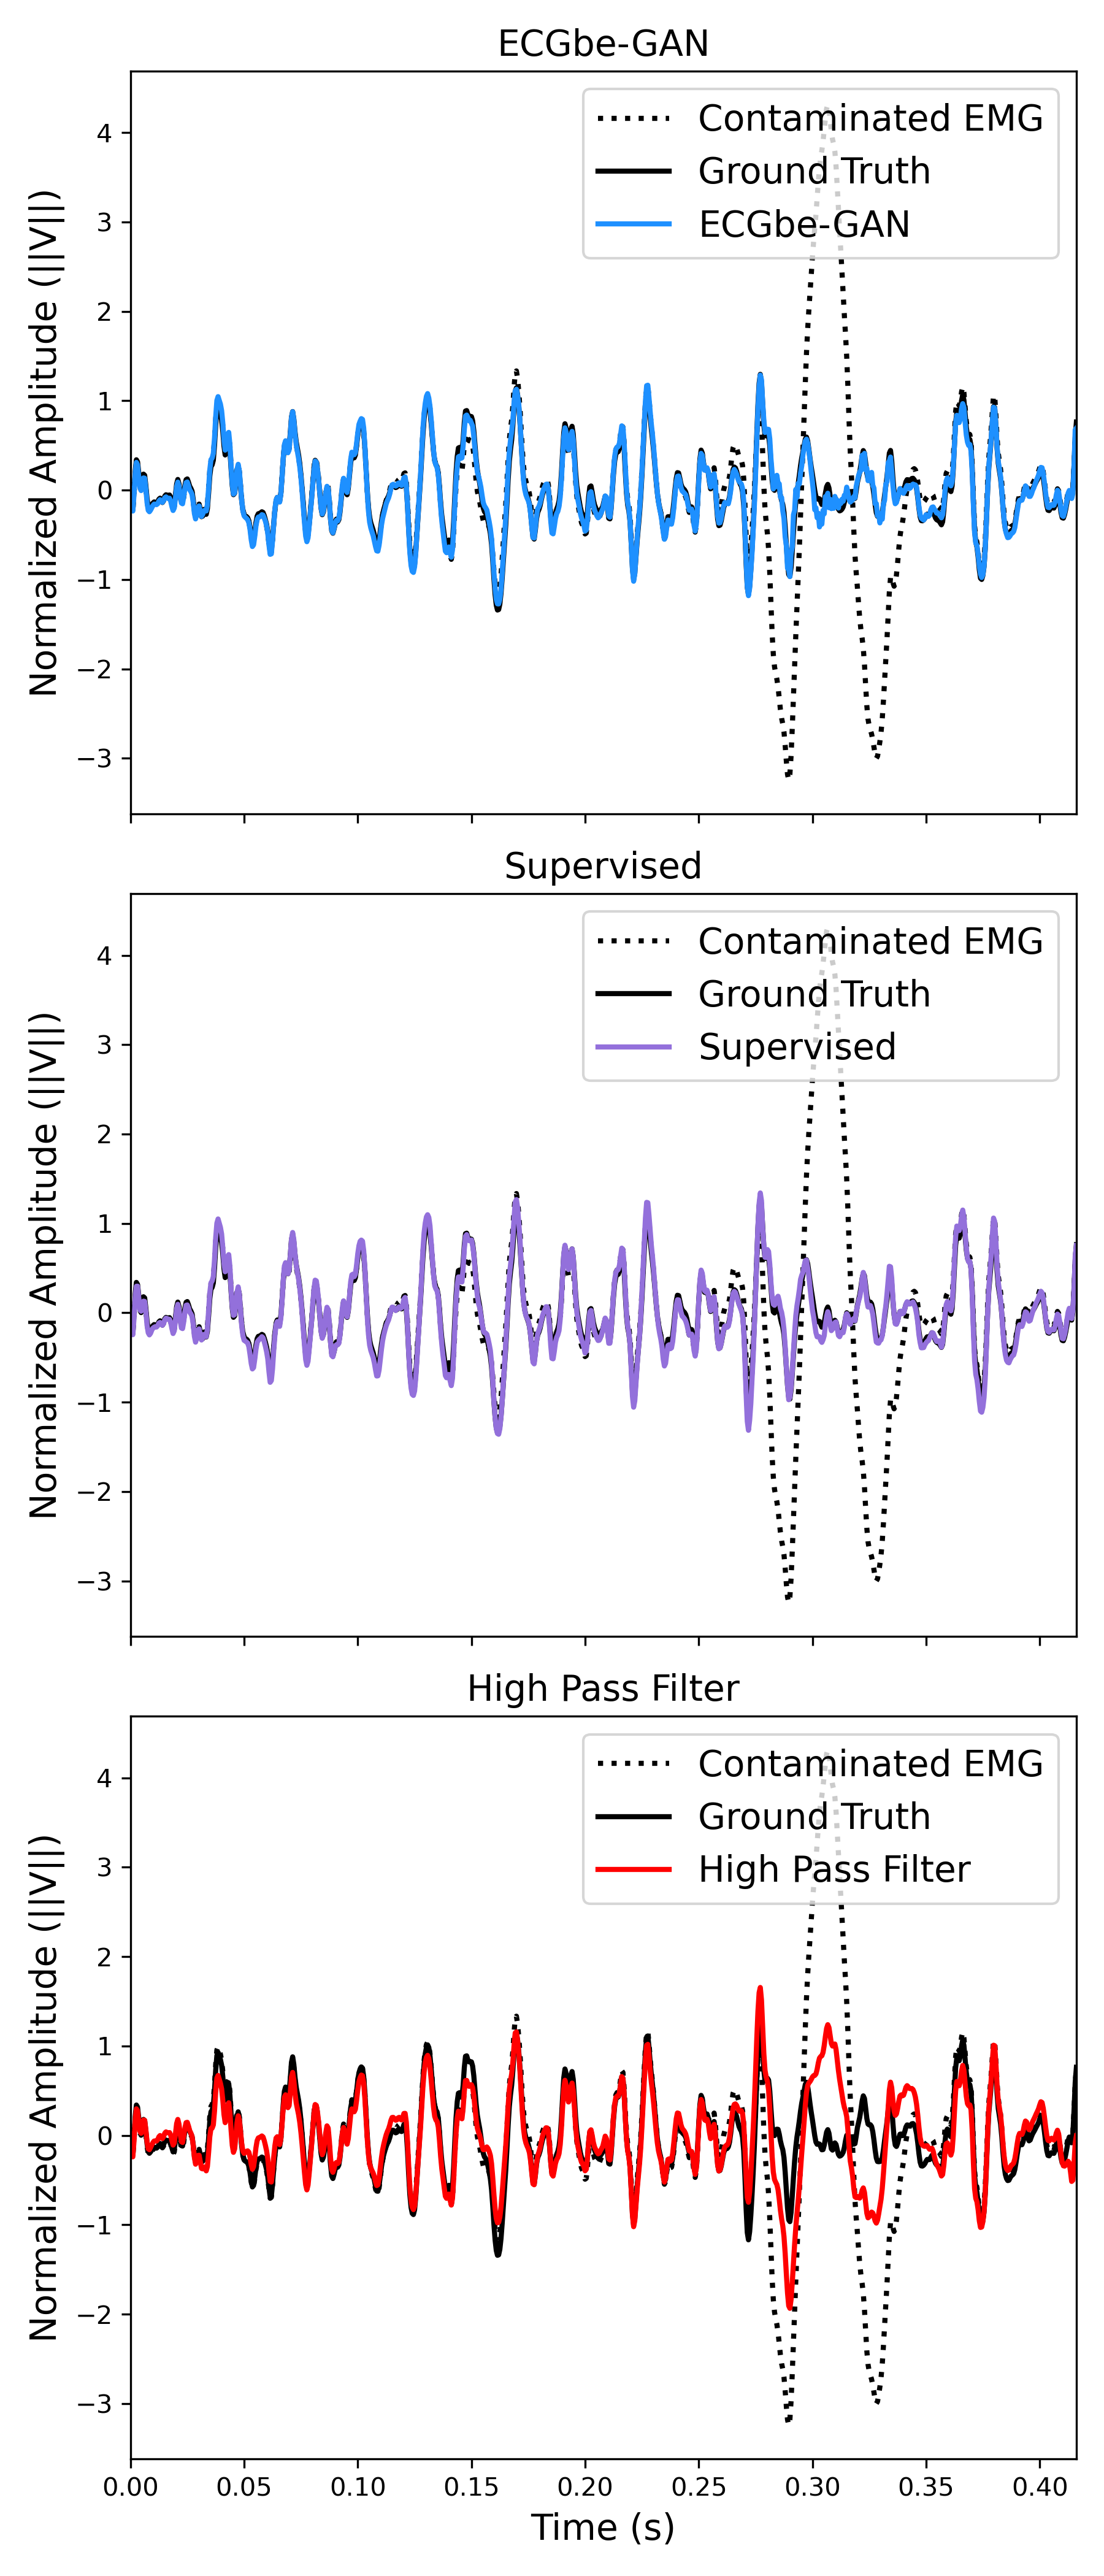 ECGbe-GAN
Normalized Amplitude (||V||)
4
3
2
1
0
−1
−2
−3
Contaminated EMG
Ground Truth
ECGbe-GAN
Supervised
Normalized Amplitude (||V||)
4
3
2
1
0
−1
−2
−3
Contaminated EMG
Ground Truth
Supervised
High Pass Filter
Normalized Amplitude (||V||)
4
3
2
1
0
−1
−2
−3
Contaminated EMG
Ground Truth
High Pass Filter
0.00 0.05 0.10 0.15 0.20 0.25 0.30 0.35 0.40
Time (s)